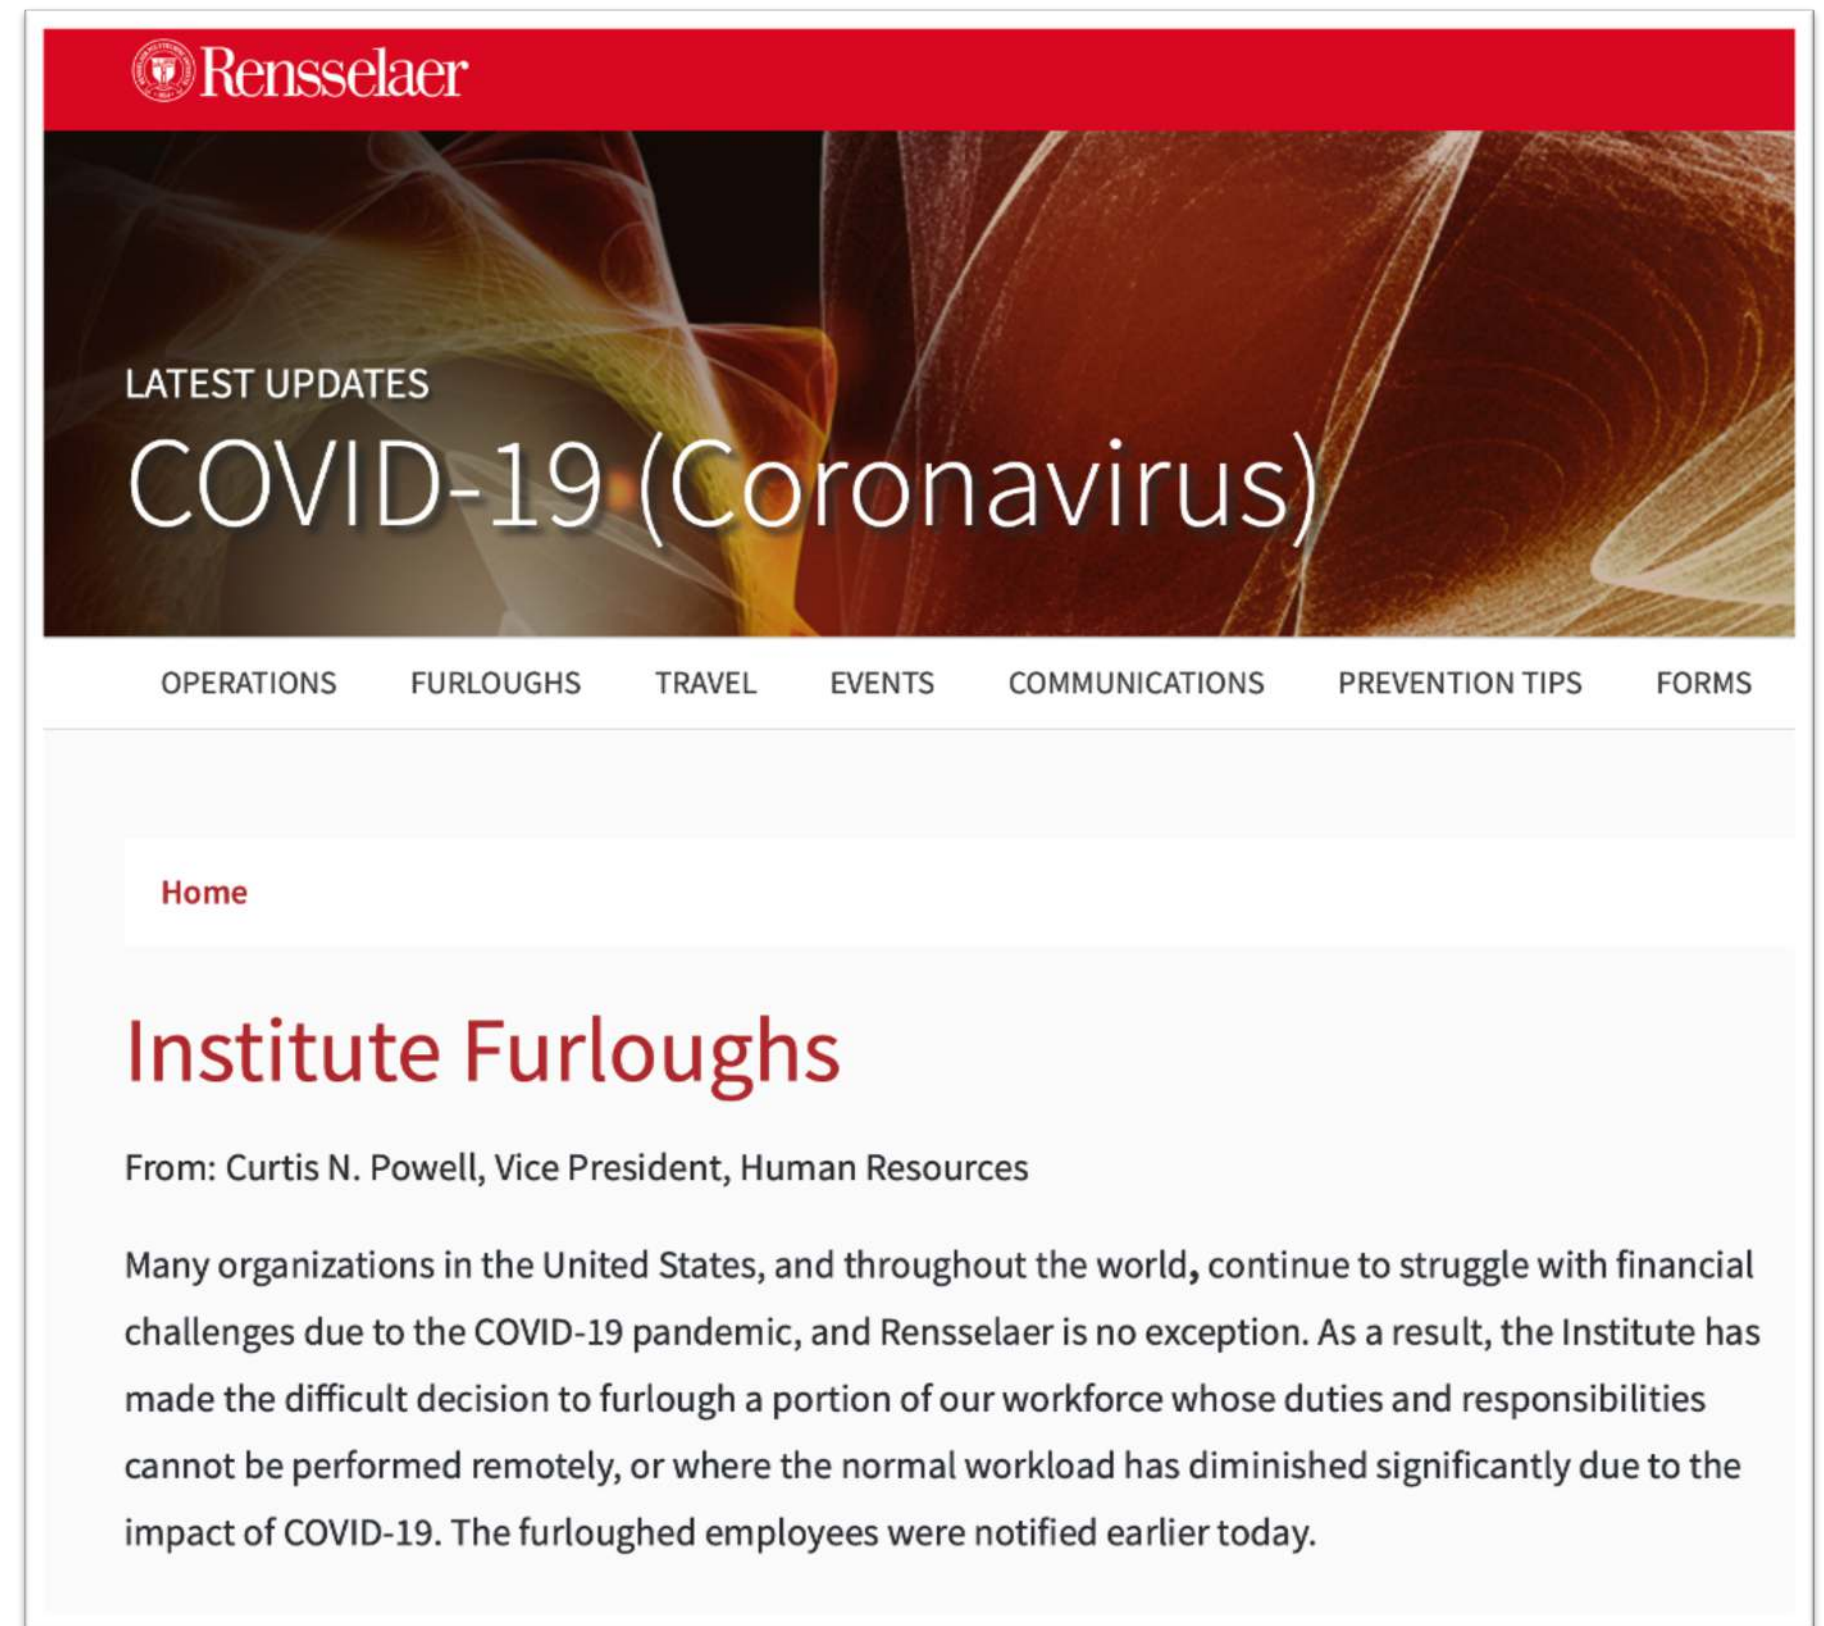 Rensselaer
LATEST UPDATES
COVID-19 (Coronavirus)
OPERATIONS FURLOUGHS TRAVEL EVENTS COMMUNICATIONS PREVENTION TIPS FORMS
Home
Institute Furloughs
From: Curtis N. Powell, Vice President, Human Resources
Many organizations in the United States, and throughout the world, continue to struggle with financial
challenges due to the COVID-19 pandemic, and Rensselaer is no exception. As a result, the Institute has
made the difficult decision to furlough a portion of our workforce whose duties and responsibilities
cannot be performed remotely, or where the normal workload has diminished significantly due to the
impact of COVID-19. The furloughed employees were notified earlier today.